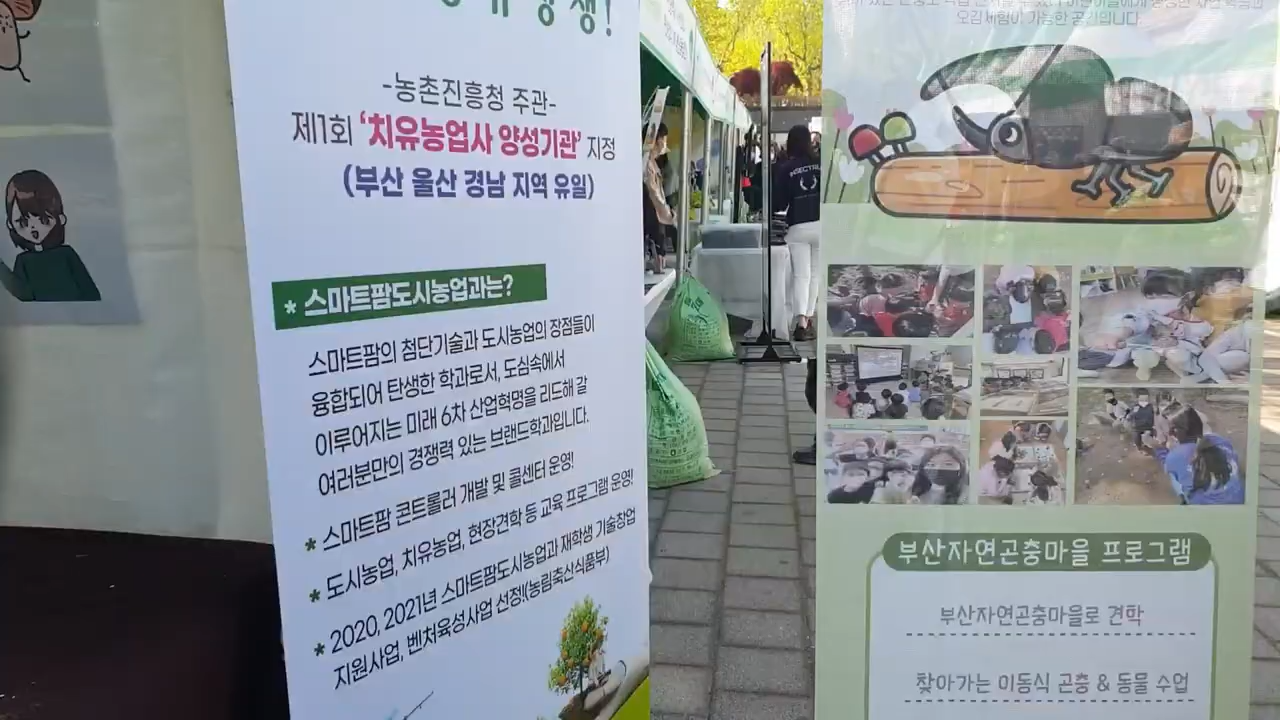 -농촌진흥청 주관-
제1회 '치유농업사 양성기관' 지정
(부산 울산 경남 지역 유일)
* 스마트팜도시농업과는?
스마트팜의 첨단기술과 도시농업의 장점들이
융합되어 탄생한 학과로서, 도심속에서
이루어지는 미래 6차 산업혁명을 리드해 갈
여러분만의 경쟁력 있는 브랜드학과입니다.
* 스마트팜 콘트롤러 개발 및 콜센터 운영!
* 도시농업, 치유농업, 현장견학 등 교육 프로그램 운영!
* 2020, 2021년 스마트팜도시농업과 재학생 기술창업
지원사업, 벤처육성사업 선정!(농림축산식품부)
오감체험이 가능한 공간입니다.
부산자연곤충마을 프로그램
부산자연곤충마을로 견학
찾아가는 이동식 곤충 & 동물 수업